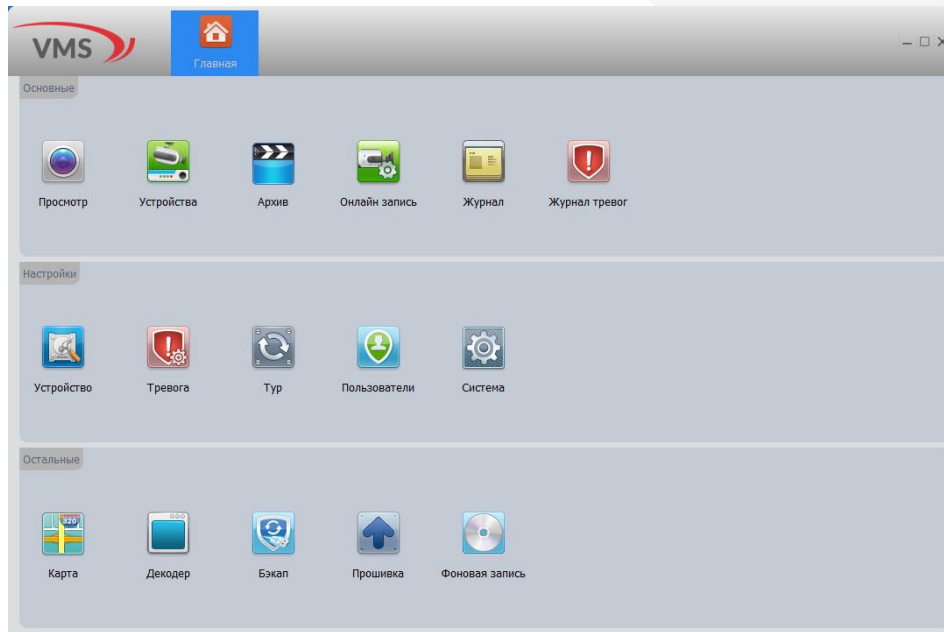 VMS
Главная
Основные
Просмотр Устройства Архив Онлайн запись Журнал Журнал тревог
Настройки
Устройство Тревога Тур Пользователи Система
Остальные
320
Карта Декодер Бэкап Прошивка Фоновая запись